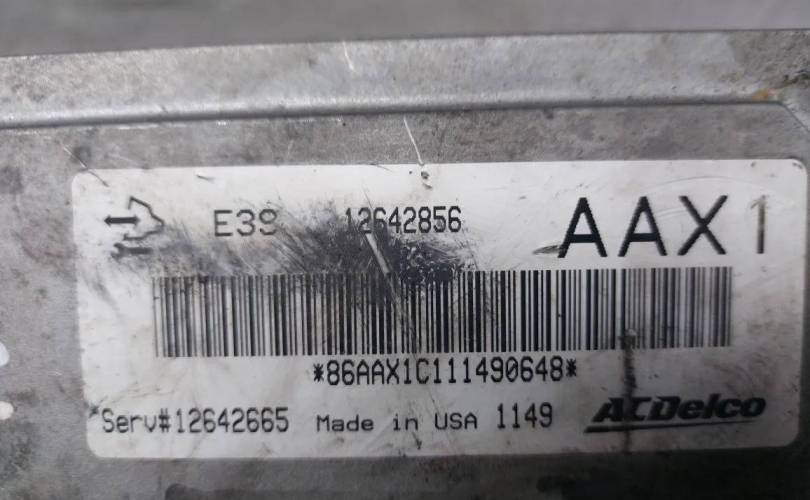 E39 12642856 AAX1
*86AAX1C111490648*
Serv#12642665 Made in USA 1149 ACDelco